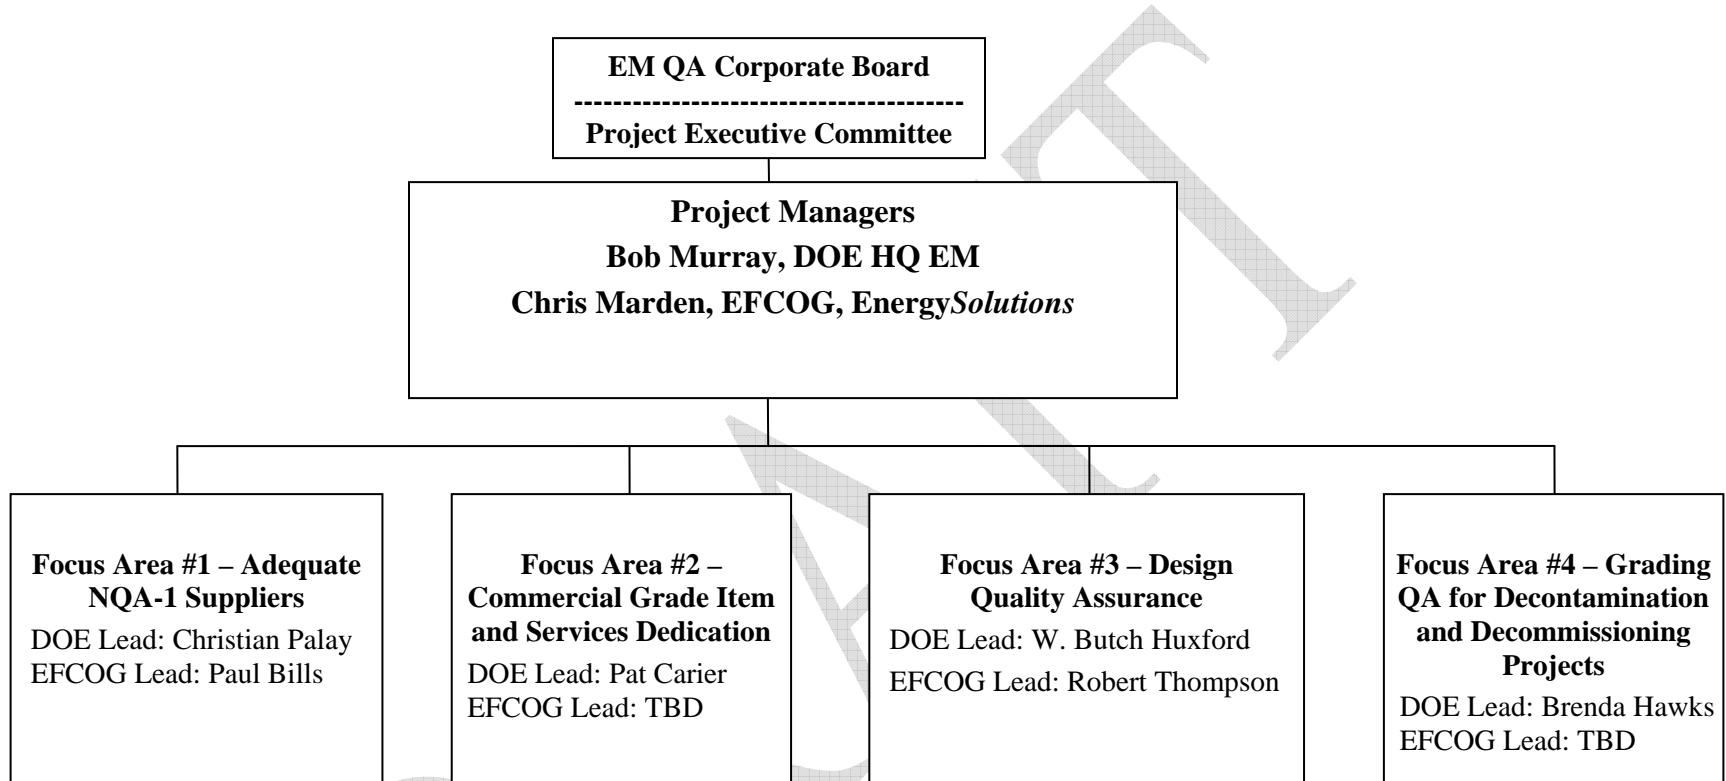 EM QA Corporate Board
----------------------------------------
Project Executive Committee
Project Managers
Bob Murray, DOE HQ EM
Chris Marden, EFCOG, EnergySolutions
Focus Area #1 – Adequate
NQA-1 Suppliers
DOE Lead: Christian Palay
EFCOG Lead: Paul Bills
Focus Area #2 –
Commercial Grade Item
and Services Dedication
DOE Lead: Pat Carier
EFCOG Lead: TBD
Focus Area #3 – Design
Quality Assurance
DOE Lead: W. Butch Huxford
EFCOG Lead: Robert Thompson
Focus Area #4 – Grading
QA for Decontamination
and Decommissioning
Projects
DOE Lead: Brenda Hawks
EFCOG Lead: TBD